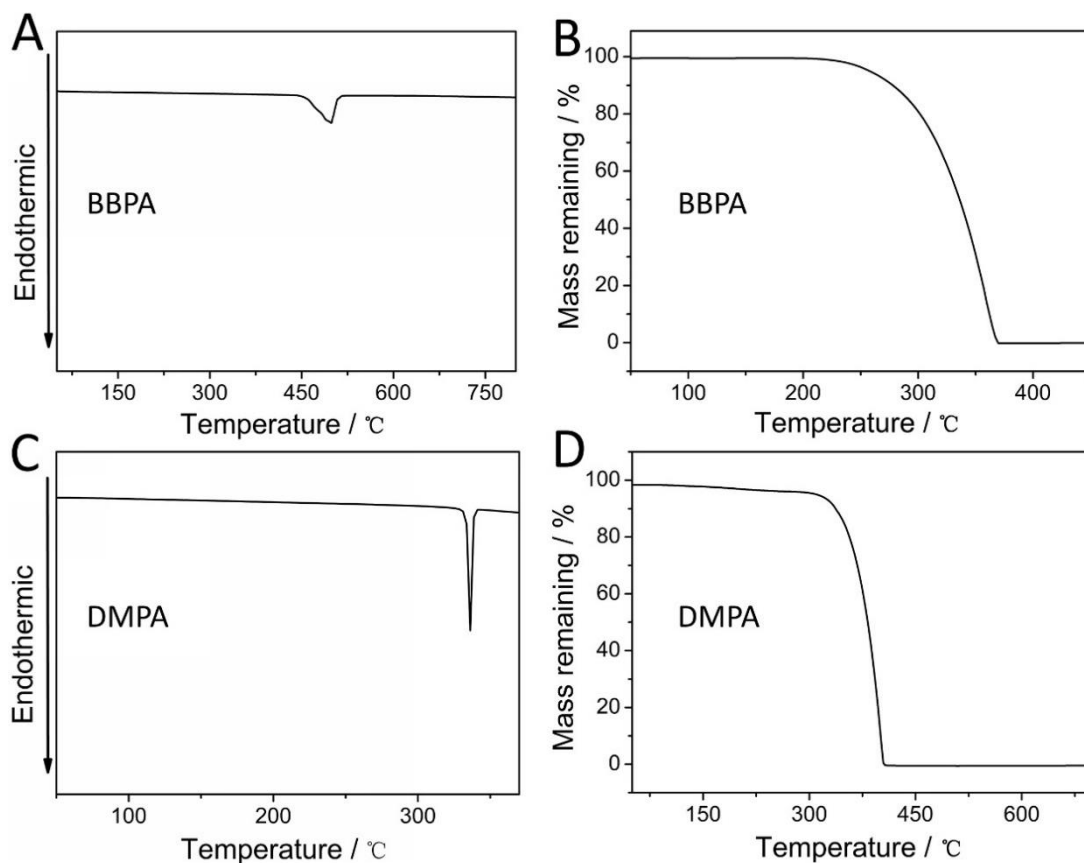 A
Endothermic
BBPA
150 300 450 600 750
Temperature / ℃
B
Mass remaining / %
100
80
60
40
20
0
BBPA
100 200 300 400
Temperature / ℃
C
Endothermic
DMPA
100 200 300
Temperature / ℃
D
Mass remaining / %
100
80
60
40
20
0
DMPA
150 300 450 600
Temperature / ℃